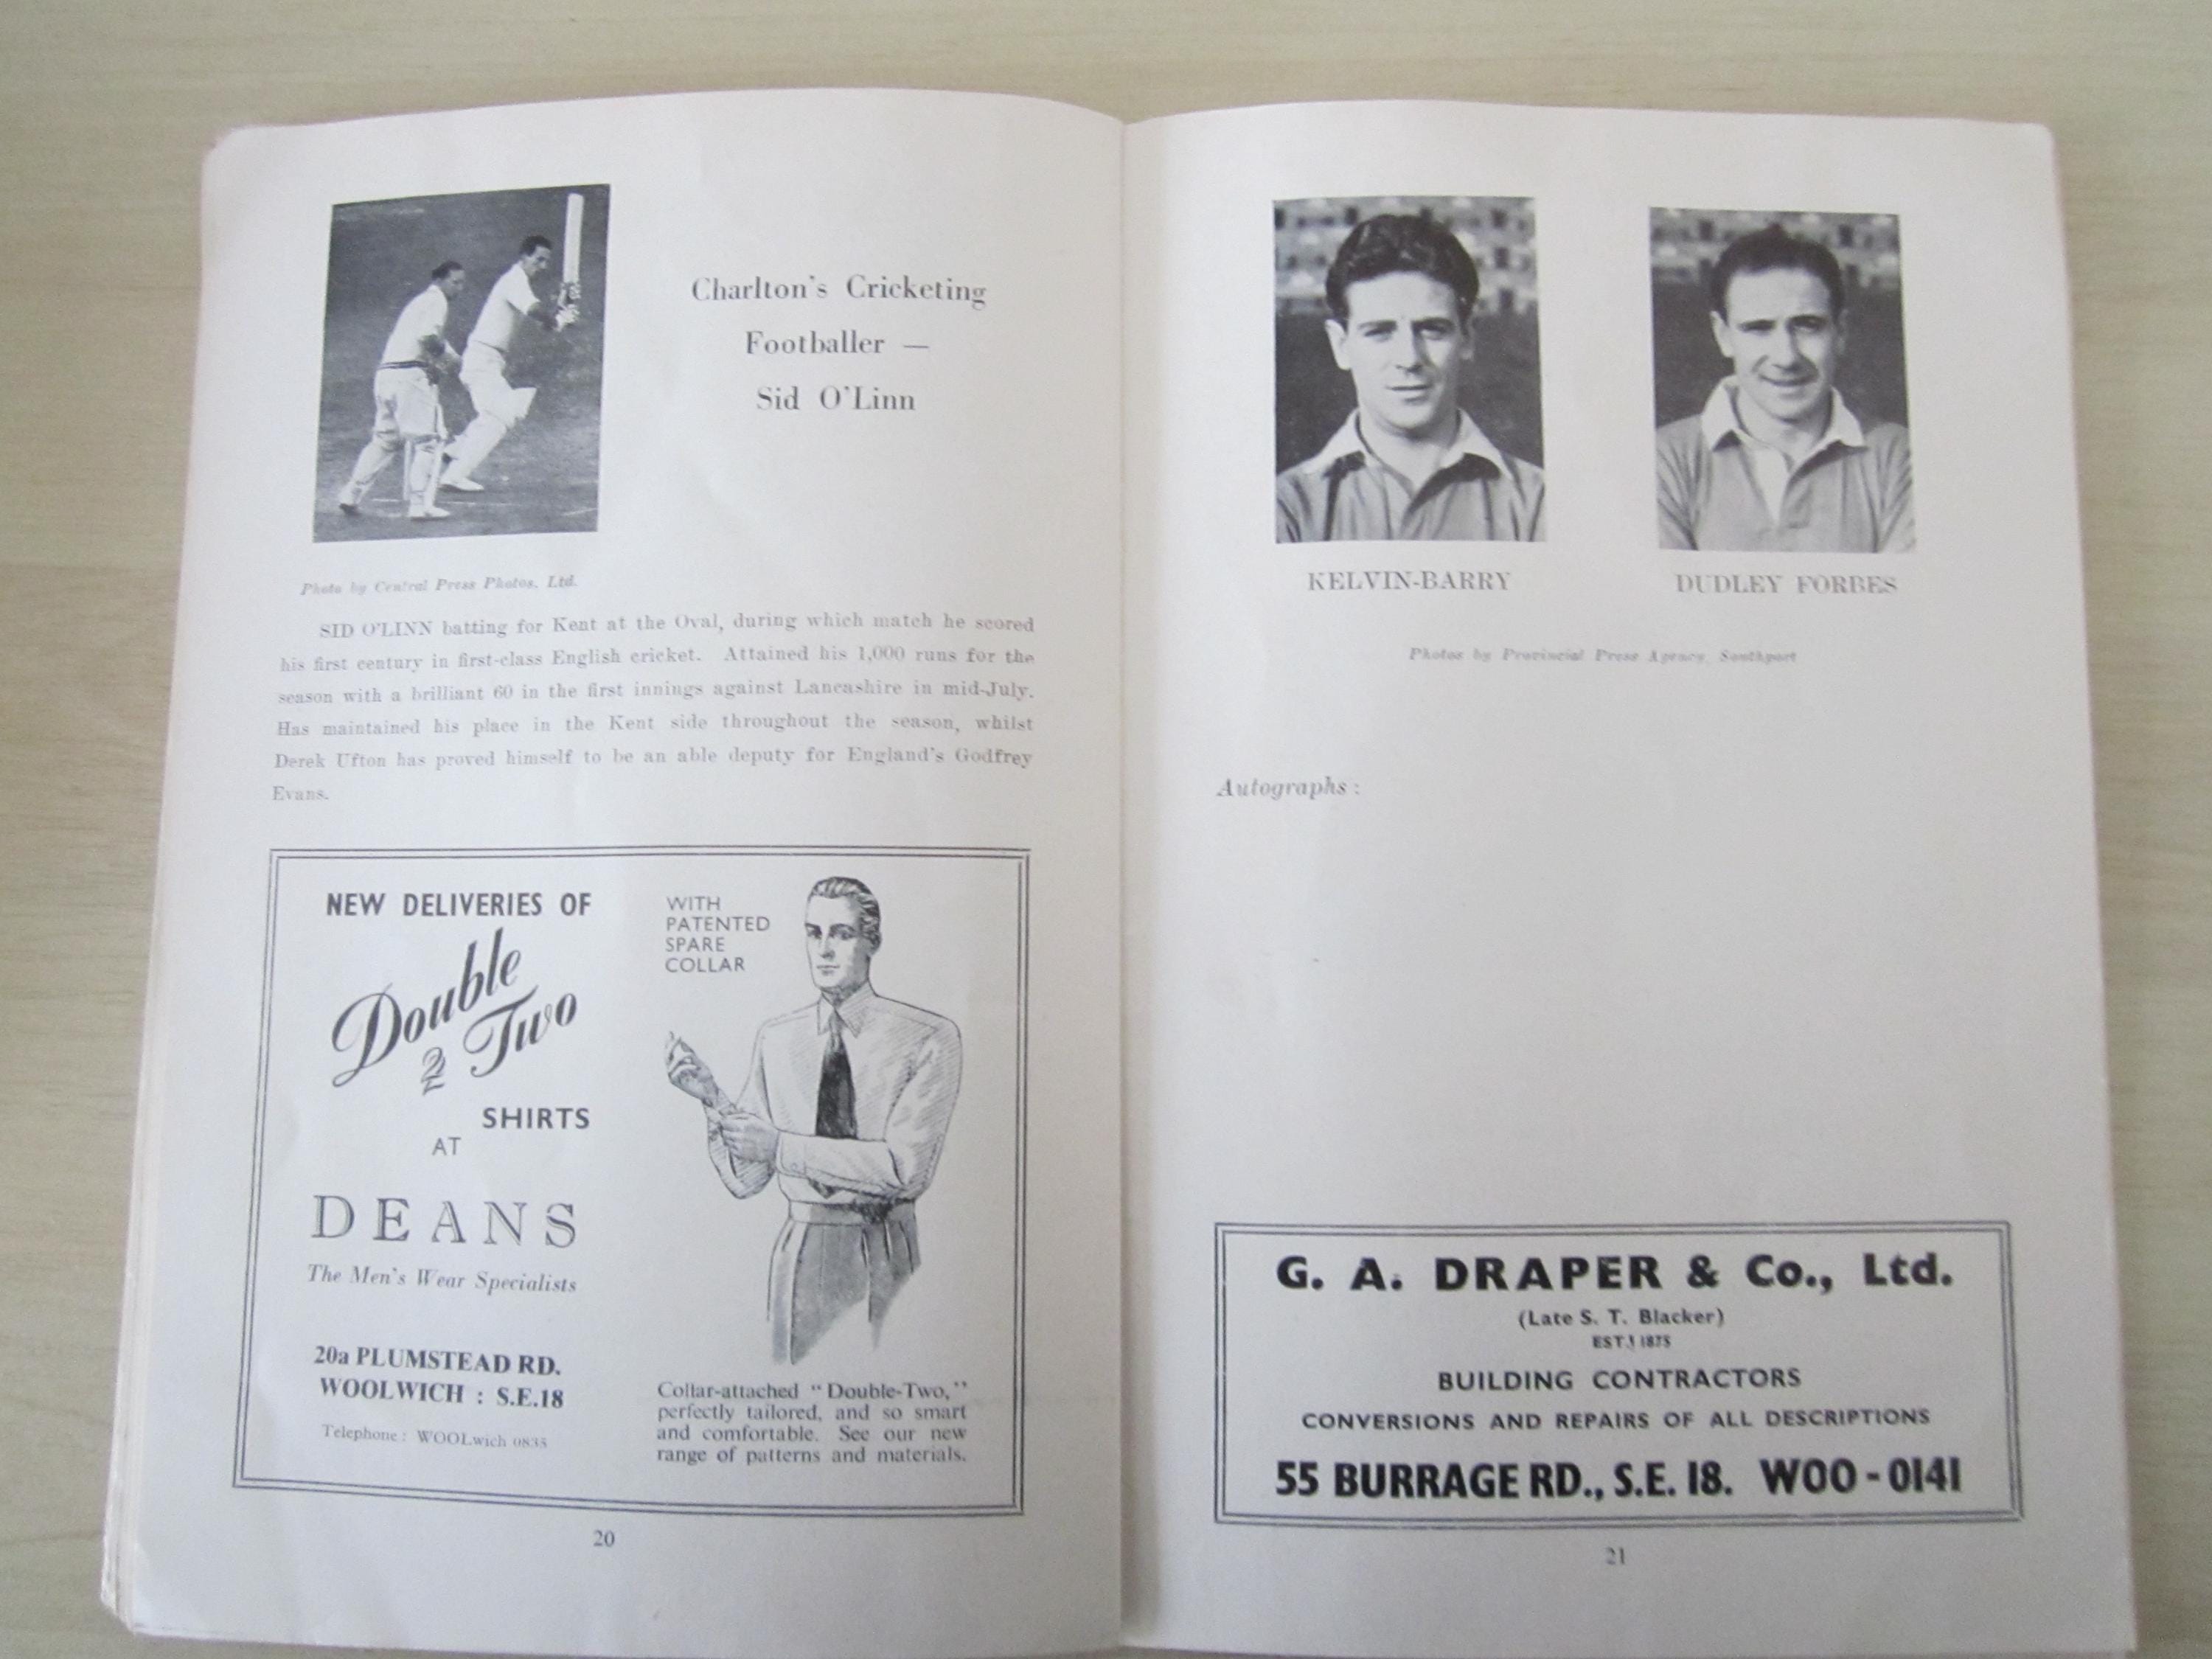 Charlton's Cricketing
Footballer —
Sid O'Linn
Photo by Central Press Photos, Ltd.
SID O'LINN batting for Kent at the Oval, during which match he scored
his first century in first-class English cricket. Attained his 1,000 runs for the
season with a brilliant 60 in the first innings against Lancashire in mid-July.
Has maintained his place in the Kent side throughout the season, whilst
Derek Ufton has proved himself to be an able deputy for England's Godfrey
Evans.
NEW DELIVERIES OF
Double
2 Two
SHIRTS
AT
DEANS
The Men's Wear Specialists
20a PLUMSTEAD RD.
WOOLWICH : S.E.18
Telephone : WOOLwich 0835
WITH
PATENTED
SPARE
COLLAR
Collar-attached "Double-Two,"
perfectly tailored, and so smart
and comfortable. See our new
range of patterns and materials.
20
KELVIN-BARRY
DUDLEY FORBES
Photos by Provincial Press Agency, Southport
Autographs :
G. A. DRAPER & Co., Ltd.
(Late S. T. Blacker)
EST. 1875
BUILDING CONTRACTORS
CONVERSIONS AND REPAIRS OF ALL DESCRIPTIONS
55 BURRAGE RD., S.E. 18. WOO - 0141
21